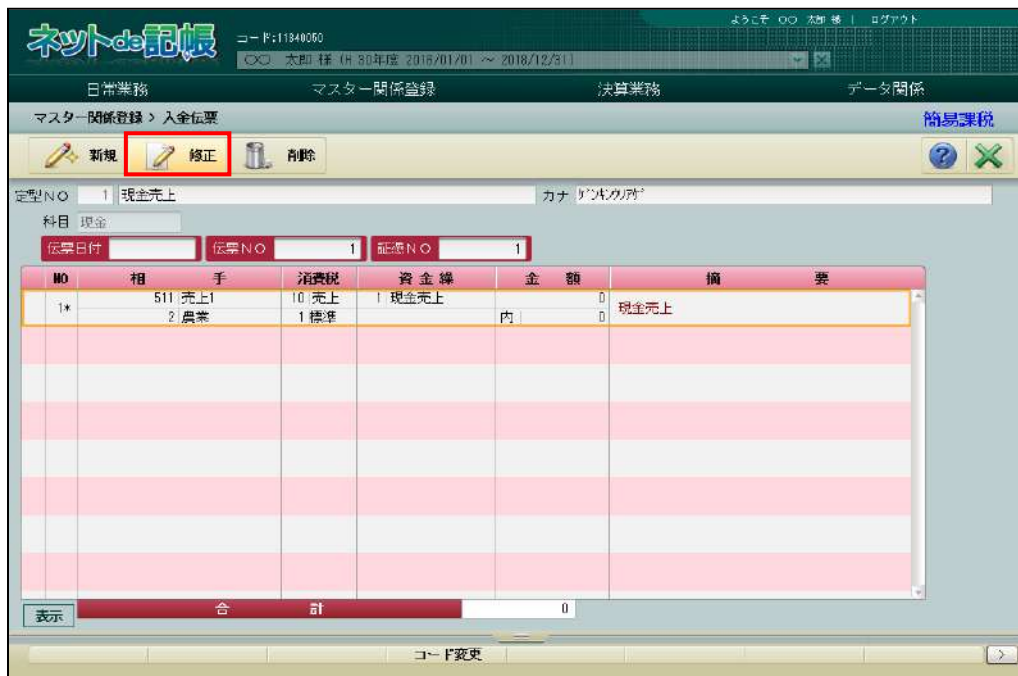 ようこそ 〇〇 太郎 様 | ログアウト
ネットde記帳
コード:11840050
〇〇 太郎 様 (H 30年度 2018/01/01 ～ 2018/12/31)
日常業務 マスター関係登録 決算業務 データ関係
マスター関係登録 > 入金伝票 簡易課税
新規 修正 削除
定型NO 1 現金売上 カナ ｹﾞﾝｷﾝｳﾘｱｹﾞ
科目 現金
伝票日付 伝票NO 1 証憑NO 1
NO 相 手 消費税 資 金 繰 金 額 摘 要
511 売上1 10 売上 1 現金売上 0
1* 現金売上
2 農業 1 標準 内 0
表示 合 計 0
コード変更